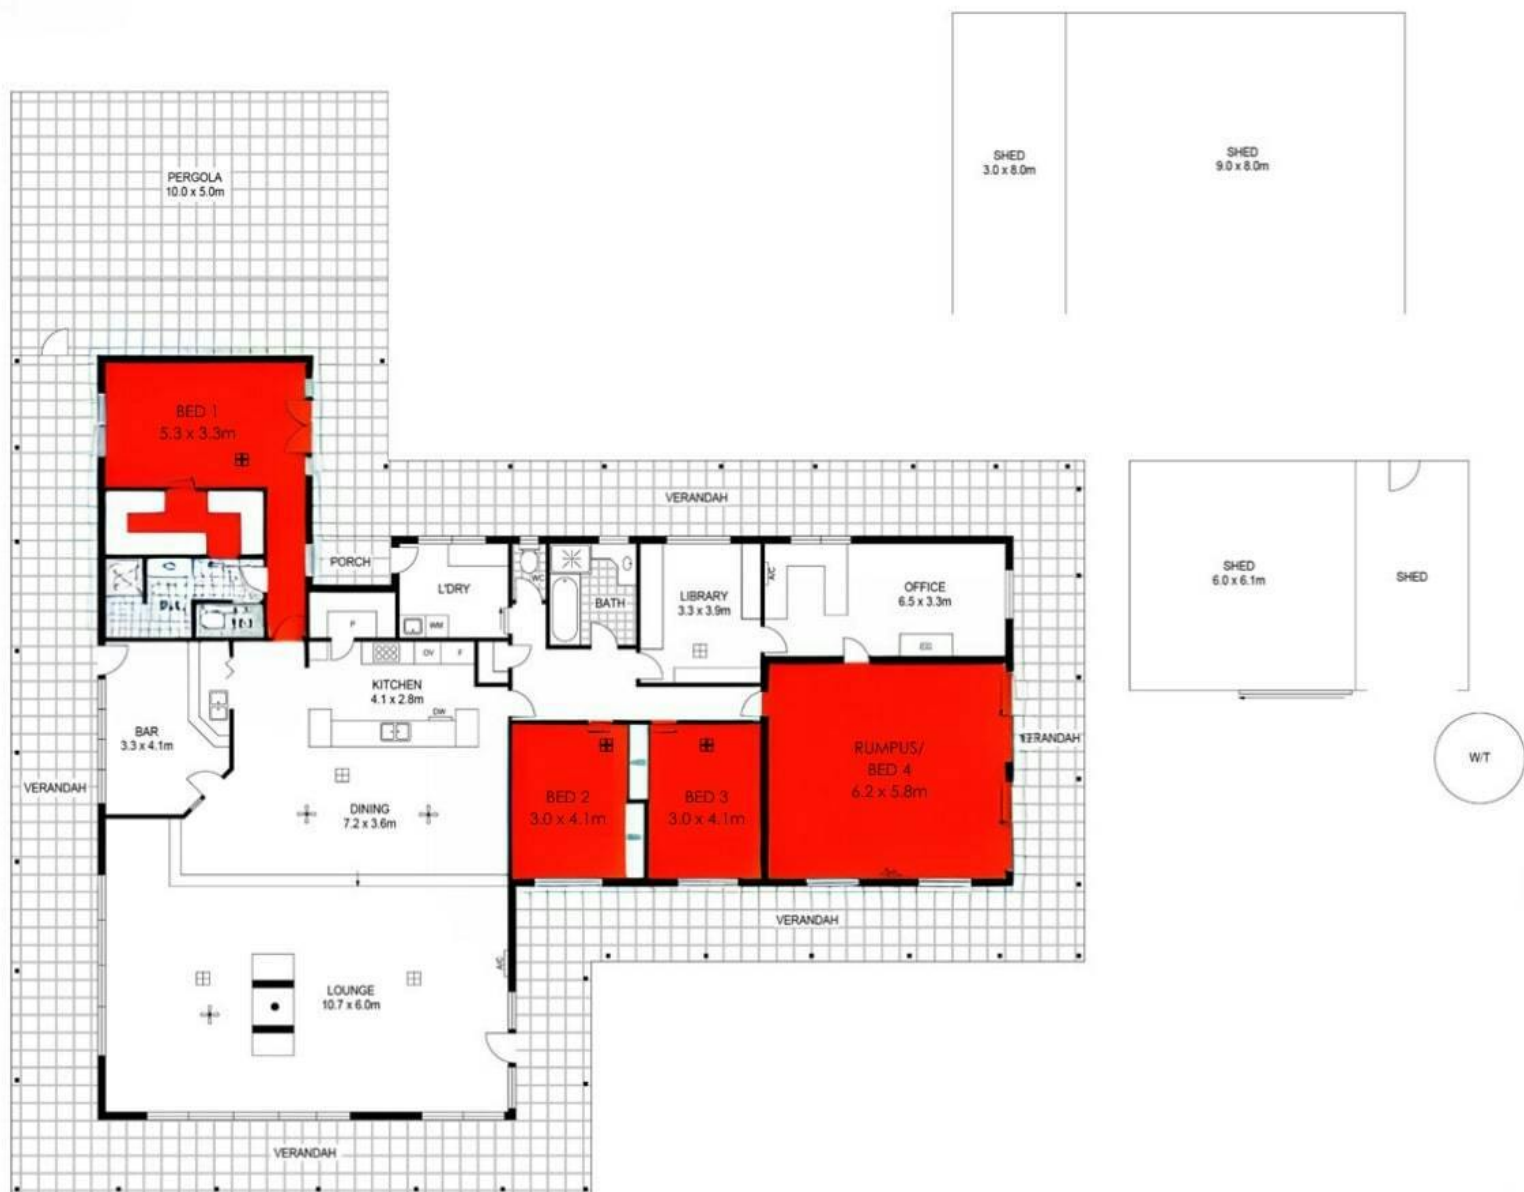 SHED
3.0 x 8.0m
SHED
9.0 x 8.0m
PERGOLA
10.0 x 5.0m
BED 1
5.3 x 3.3m
VERANDAH
PORCH
L'DRY
WC
BATH
LIBRARY
3.3 x 3.9m
A/C
OFFICE
6.5 x 3.3m
SHED
6.0 x 6.1m
SHED
P
WM
OV
F
KITCHEN
4.1 x 2.8m
DW
BAR
3.3 x 4.1m
VERANDAH
DINING
7.2 x 3.6m
BED 2
3.0 x 4.1m
BED 3
3.0 x 4.1m
RUMPUS/
BED 4
6.2 x 5.8m
W/T
VERANDAH
LOUNGE
10.7 x 6.0m
A/C
VERANDAH